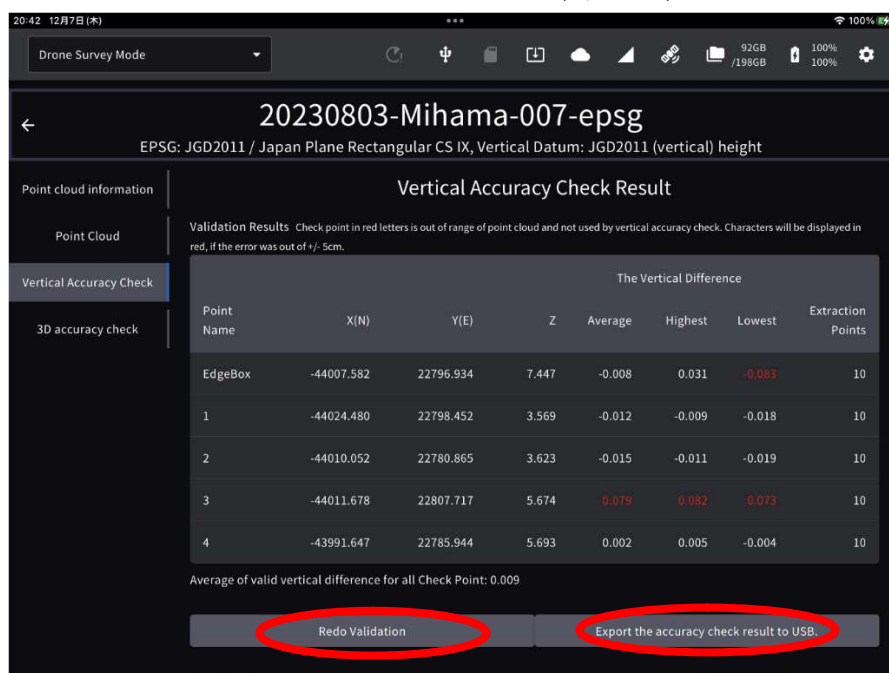 20:42 12月7日(木)
100%
Drone Survey Mode
92GB
/198GB
100%
100%
20230803-Mihama-007-epsg
EPSG: JGD2011 / Japan Plane Rectangular CS IX, Vertical Datum: JGD2011 (vertical) height
Point cloud information
Point Cloud
Vertical Accuracy Check
3D accuracy check
Vertical Accuracy Check Result
Validation Results Check point in red letters is out of range of point cloud and not used by vertical accuracy check. Characters will be displayed in
red, if the error was out of +/- 5cm.
The Vertical Difference
Point Name X(N) Y(E) Z Average Highest Lowest Extraction Points
EdgeBox -44007.582 22796.934 7.447 -0.008 0.031 -0.083 10
1 -44024.480 22798.452 3.569 -0.012 -0.009 -0.018 10
2 -44010.052 22780.865 3.623 -0.015 -0.011 -0.019 10
3 -44011.678 22807.717 5.674 0.079 0.082 0.073 10
4 -43991.647 22785.944 5.693 0.002 0.005 -0.004 10
Average of valid vertical difference for all Check Point: 0.009
Redo Validation
Export the accuracy check result to USB.